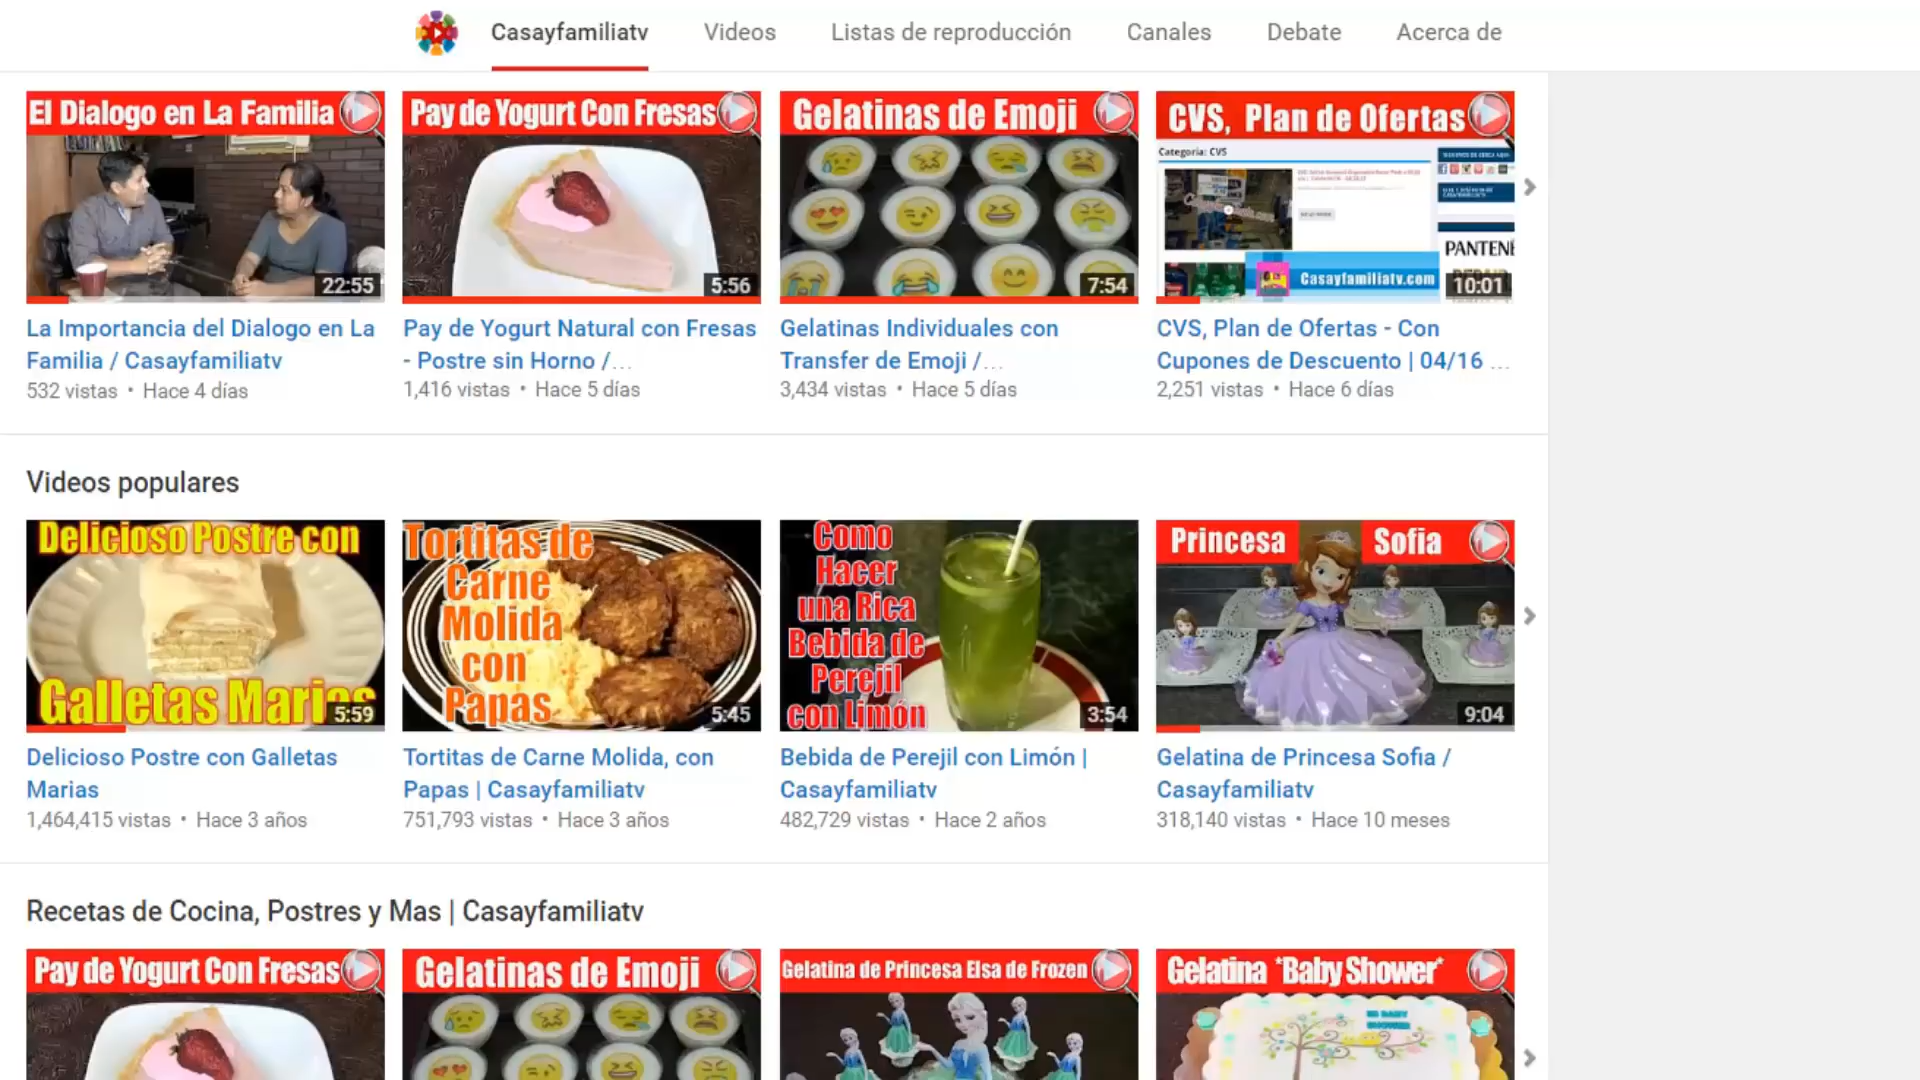 Casayfamiliatv Videos Listas de reproducción Canales Debate Acerca de
El Dialogo en La Familia
22:55
La Importancia del Dialogo en La
Familia / Casayfamiliatv
532 vistas • Hace 4 días
Pay de Yogurt Con Fresas
5:56
Pay de Yogurt Natural con Fresas
- Postre sin Horno /...
1,416 vistas • Hace 5 días
Gelatinas de Emoji
7:54
Gelatinas Individuales con
Transfer de Emoji /...
3,434 vistas • Hace 5 días
CVS, Plan de Ofertas
Categoria: CVS
PANTENE
Casayfamiliatv.com
10:01
CVS, Plan de Ofertas - Con
Cupones de Descuento | 04/16 ...
2,251 vistas • Hace 6 días
Videos populares
Delicioso Postre con
Galletas Marias
5:59
Delicioso Postre con Galletas
Marias
1,464,415 vistas • Hace 3 años
Tortitas de
Carne
Molida
con
Papas
5:45
Tortitas de Carne Molida, con
Papas | Casayfamiliatv
751,793 vistas • Hace 3 años
Como
Hacer
una Rica
Bebida de
Perejil
con Limón
3:54
Bebida de Perejil con Limón |
Casayfamiliatv
482,729 vistas • Hace 2 años
Princesa Sofia
9:04
Gelatina de Princesa Sofia /
Casayfamiliatv
318,140 vistas • Hace 10 meses
Recetas de Cocina, Postres y Mas | Casayfamiliatv
Pay de Yogurt Con Fresas
Gelatinas de Emoji
Gelatina de Princesa Elsa de Frozen
Gelatina *Baby Shower*